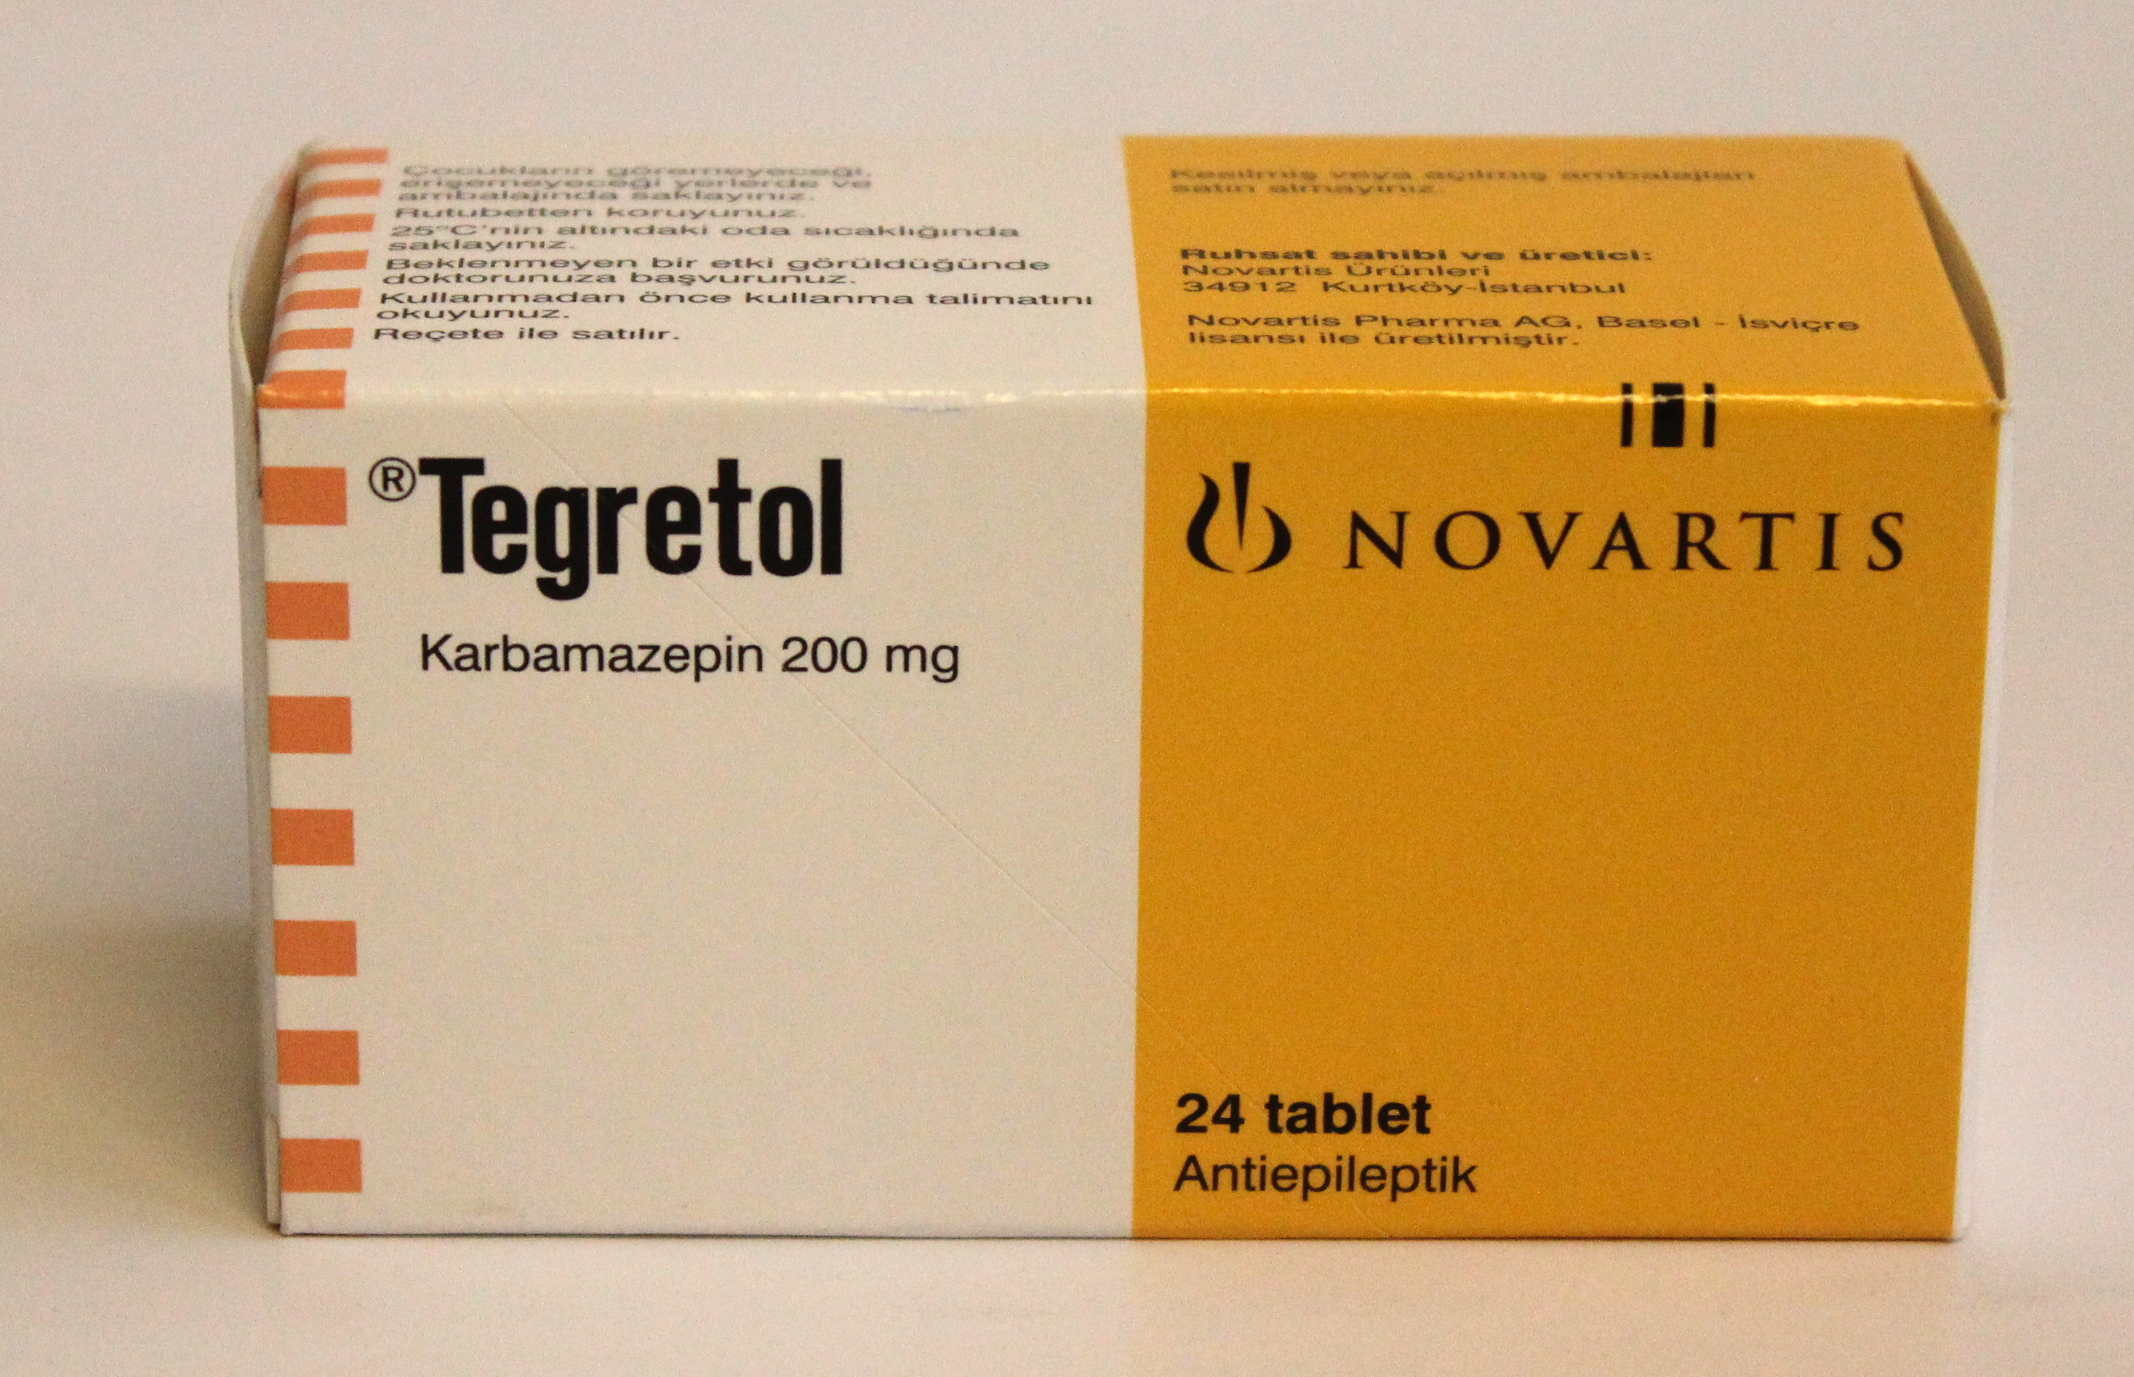 Çocukların göremeyeceği,
erişemeyeceği yerlerde ve
ambalajında saklayınız.
Rutubetten koruyunuz.
25°C'nin altındaki oda sıcaklığında
saklayınız.
Beklenmeyen bir etki görüldüğünde
doktorunuza başvurunuz.
Kullanmadan önce kullanma talimatını
okuyunuz.
Reçete ile satılır.
Kesilmiş veya açılmış ambalajları
satın almayınız.
Ruhsat sahibi ve üretici:
Novartis Ürünleri
34912 Kurtköy-İstanbul
Novartis Pharma AG, Basel - İsviçre
lisansı ile üretilmiştir.
®Tegretol
Karbamazepin 200 mg
NOVARTIS
24 tablet
Antiepileptik